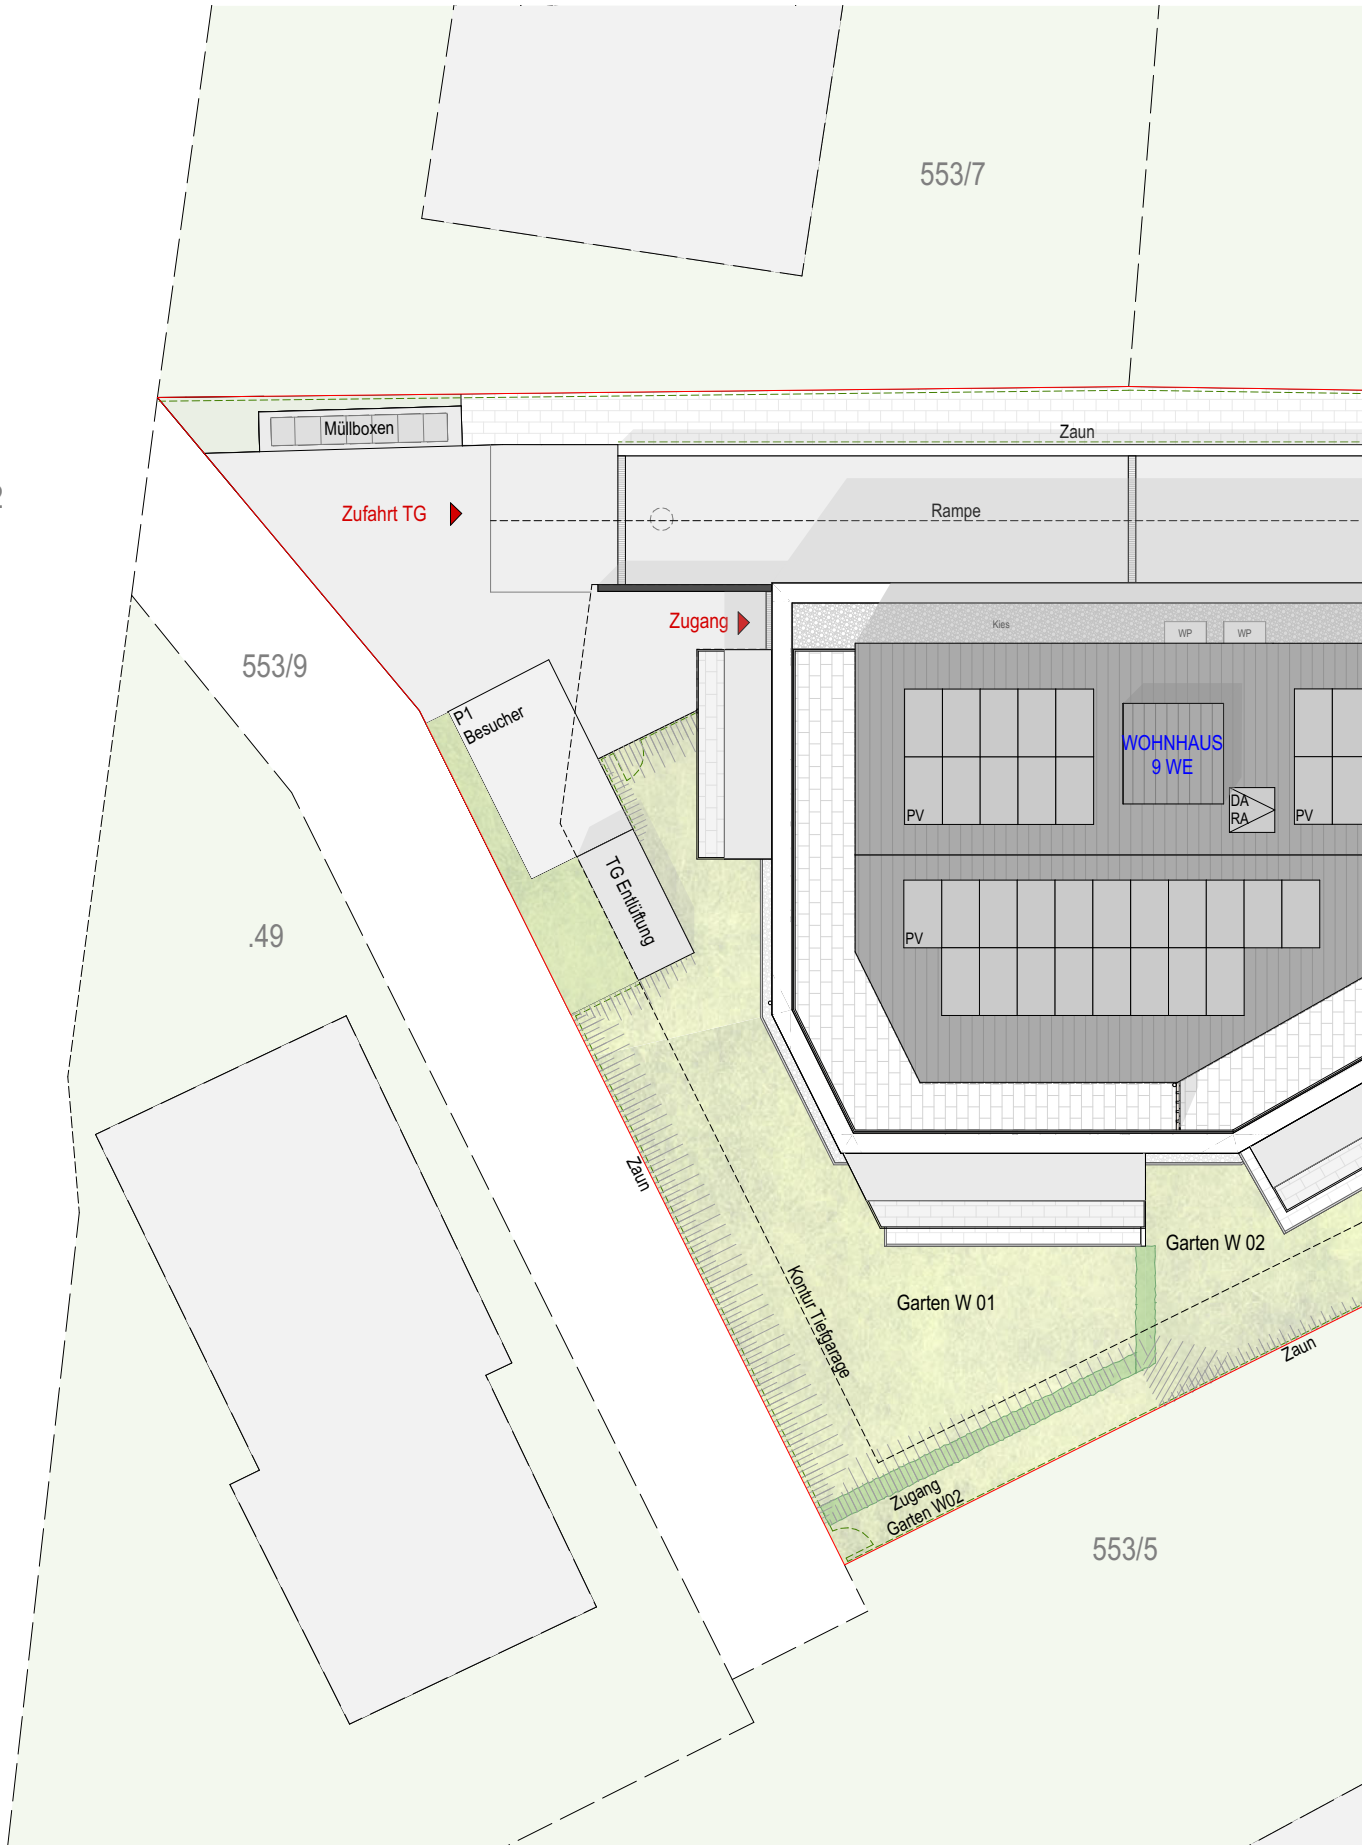 553/7
Müllboxen
Zaun
2
Zufahrt TG
Rampe
Zugang
Kies
WP
WP
553/9
P1
Besucher
WOHNHAUS
9 WE
DA
RA
PV
PV
TG Entlüftung
.49
PV
Zaun
Garten W 02
Kontur Tiefgarage
Garten W 01
Zaun
Zugang
Garten W02
553/5